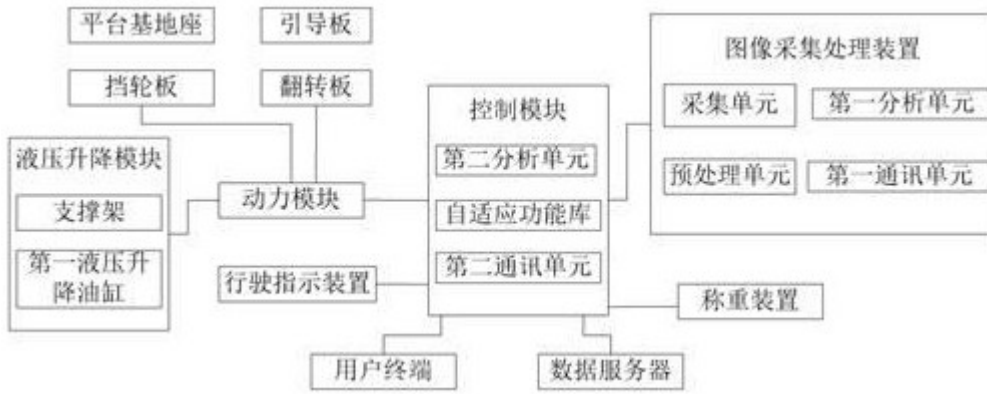 平台基地座
引导板
挡轮板
翻转板
液压升降模块
支撑架
第一液压升
降油缸
动力模块
行驶指示装置
控制模块
第二分析单元
自适应功能库
第二通讯单元
图像采集处理装置
采集单元
第一分析单元
预处理单元
第一通讯单元
称重装置
用户终端
数据服务器